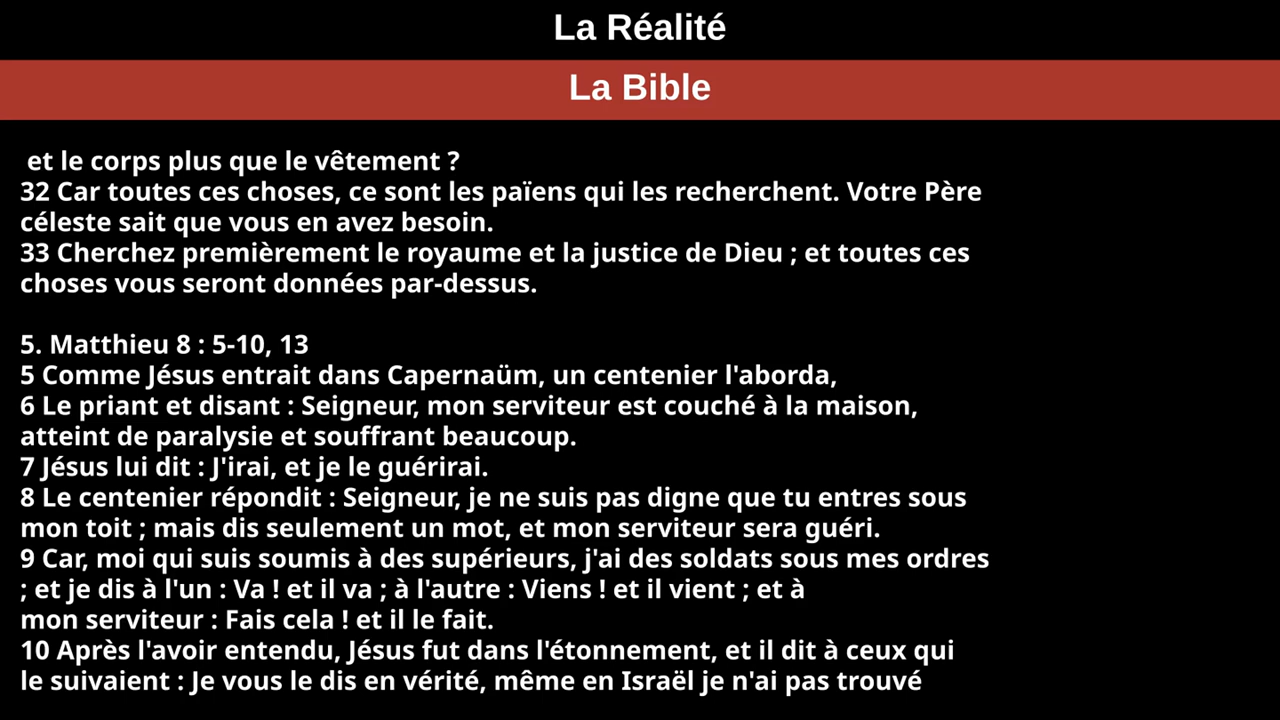 La Réalité
La Bible
et le corps plus que le vêtement ?
32 Car toutes ces choses, ce sont les païens qui les recherchent. Votre Père
céleste sait que vous en avez besoin.
33 Cherchez premièrement le royaume et la justice de Dieu ; et toutes ces
choses vous seront données par-dessus.
5. Matthieu 8 : 5-10, 13
5 Comme Jésus entrait dans Capernaüm, un centenier l'aborda,
6 Le priant et disant : Seigneur, mon serviteur est couché à la maison,
atteint de paralysie et souffrant beaucoup.
7 Jésus lui dit : J'irai, et je le guérirai.
8 Le centenier répondit : Seigneur, je ne suis pas digne que tu entres sous
mon toit ; mais dis seulement un mot, et mon serviteur sera guéri.
9 Car, moi qui suis soumis à des supérieurs, j'ai des soldats sous mes ordres
; et je dis à l'un : Va ! et il va ; à l'autre : Viens ! et il vient ; et à
mon serviteur : Fais cela ! et il le fait.
10 Après l'avoir entendu, Jésus fut dans l'étonnement, et il dit à ceux qui
le suivaient : Je vous le dis en vérité, même en Israël je n'ai pas trouvé